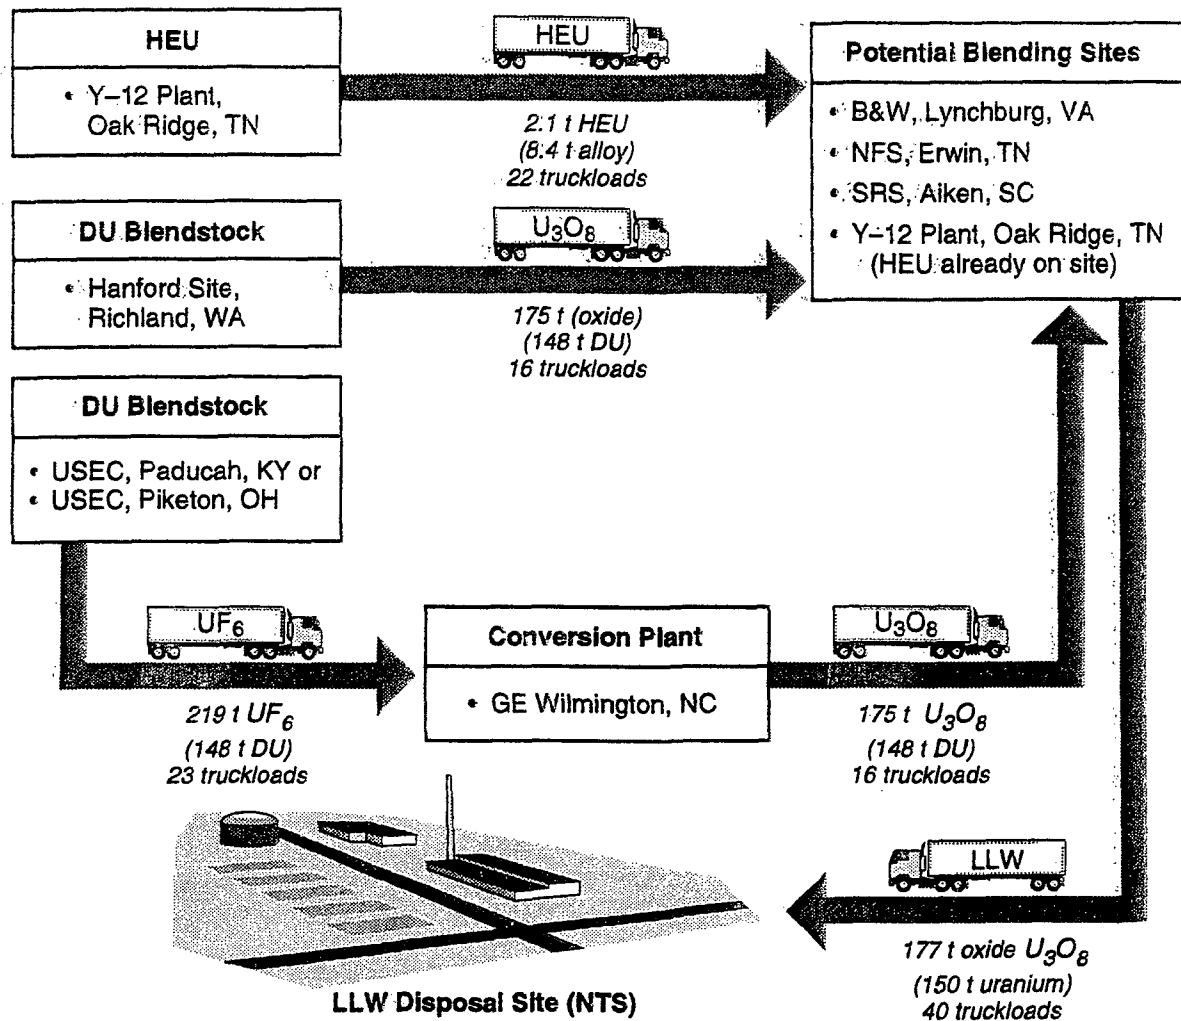 HEU
• Y–12 Plant,
Oak Ridge, TN
HEU
2.1 t HEU
(8.4 t alloy)
22 truckloads
Potential Blending Sites
• B&W, Lynchburg, VA
• NFS, Erwin, TN
• SRS, Aiken, SC
• Y–12 Plant, Oak Ridge, TN
(HEU already on site)
DU Blendstock
• Hanford Site,
Richland, WA
U₃O₈
175 t (oxide)
(148 t DU)
16 truckloads
DU Blendstock
• USEC, Paducah, KY or
• USEC, Piketon, OH
UF₆
219 t UF₆
(148 t DU)
23 truckloads
Conversion Plant
• GE Wilmington, NC
U₃O₈
175 t U₃O₈
(148 t DU)
16 truckloads
LLW
177 t oxide U₃O₈
(150 t uranium)
40 truckloads
LLW Disposal Site (NTS)